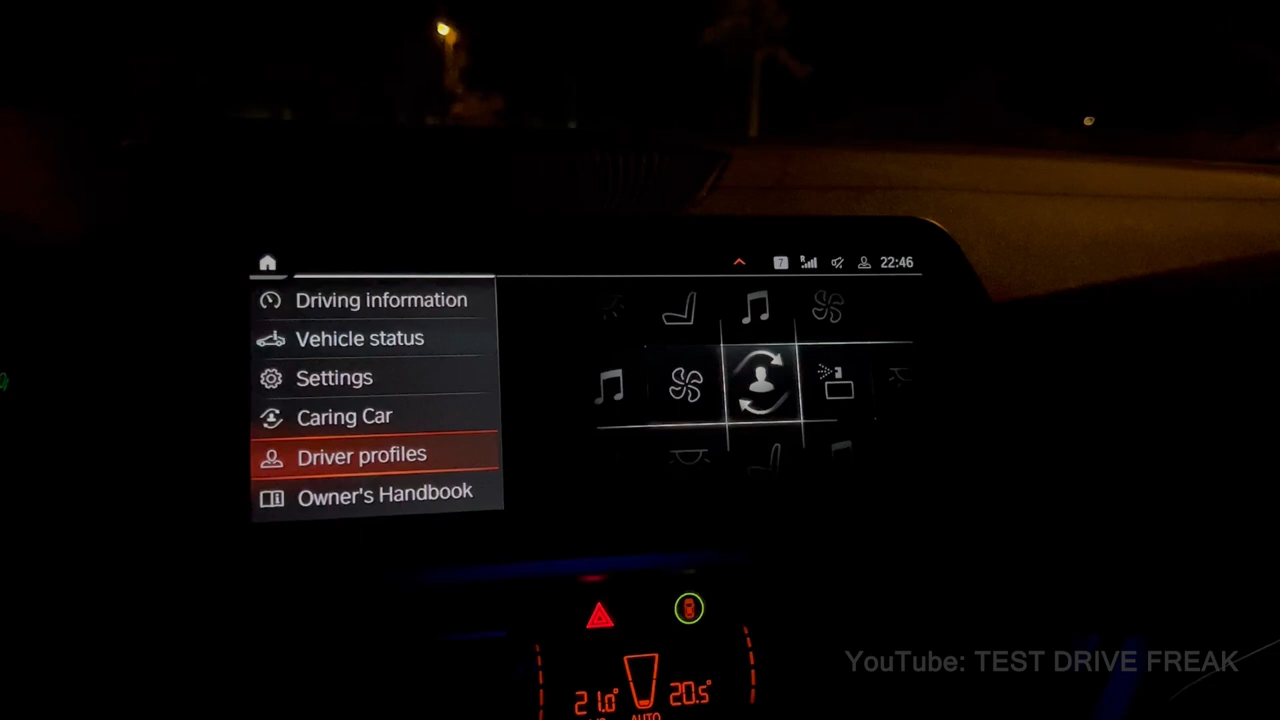 7 R 22:46
Driving information
Vehicle status
Settings
Caring Car
Driver profiles
Owner's Handbook
YouTube: TEST DRIVE FREAK
21.0° 20.5°
AUTO